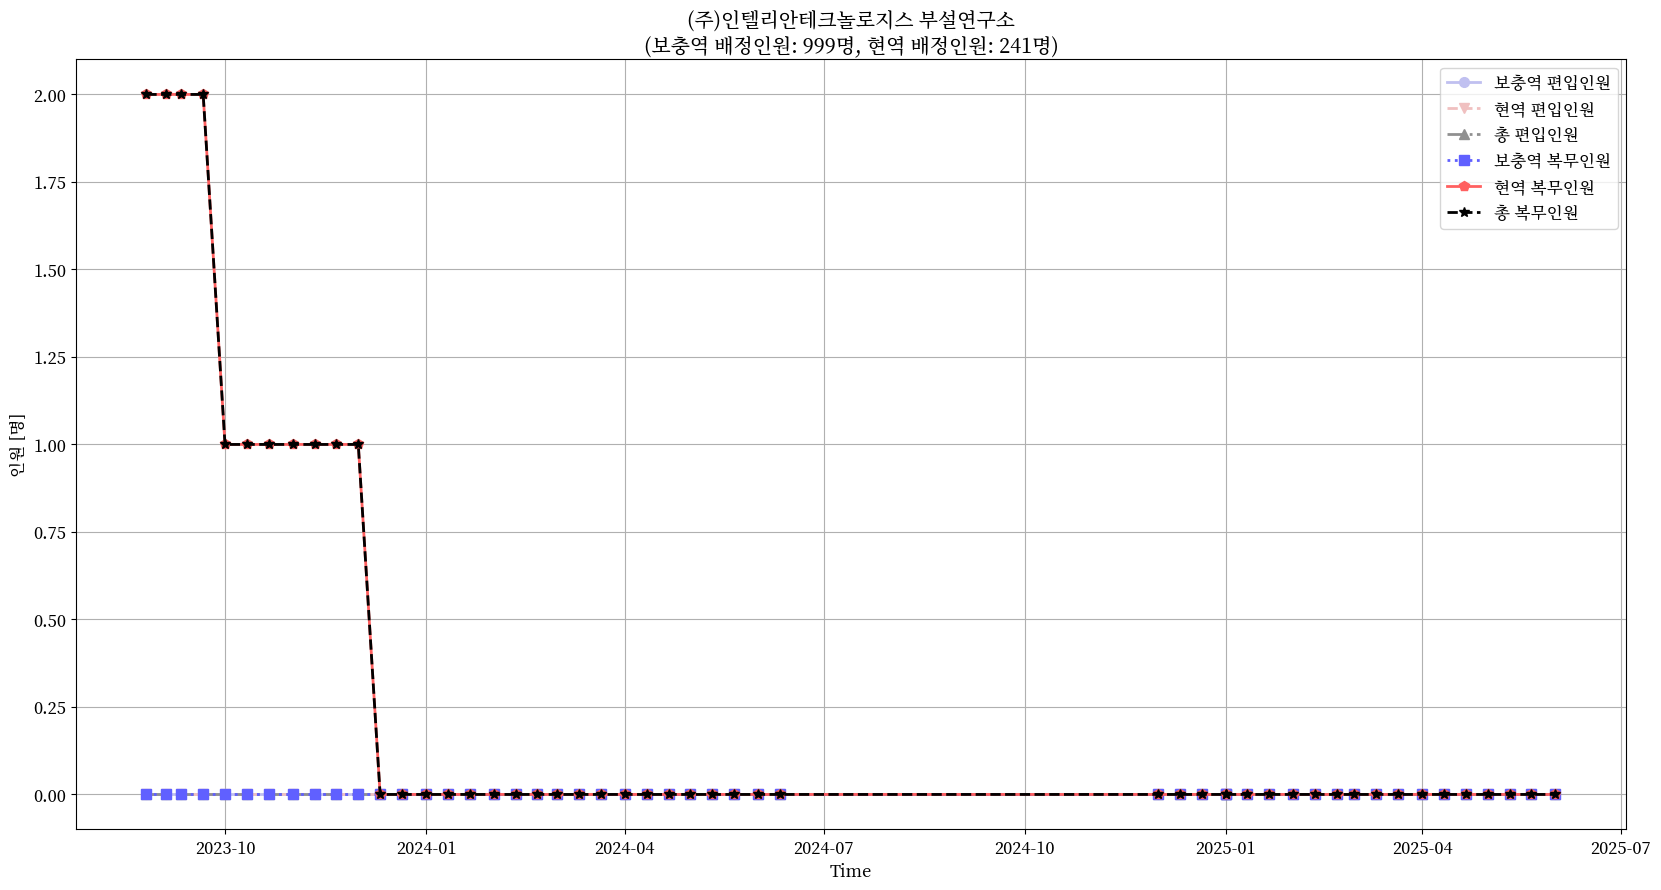 (주)인텔리안테크놀로지스 부설연구소
(보충역 배정인원: 999명, 현역 배정인원: 241명)
보충역 편입인원
현역 편입인원
총 편입인원
보충역 복무인원
현역 복무인원
총 복무인원
인원 [명]
2.00
1.75
1.50
1.25
1.00
0.75
0.50
0.25
0.00
2023-10
2024-01
2024-04
2024-07
2024-10
2025-01
2025-04
2025-07
Time